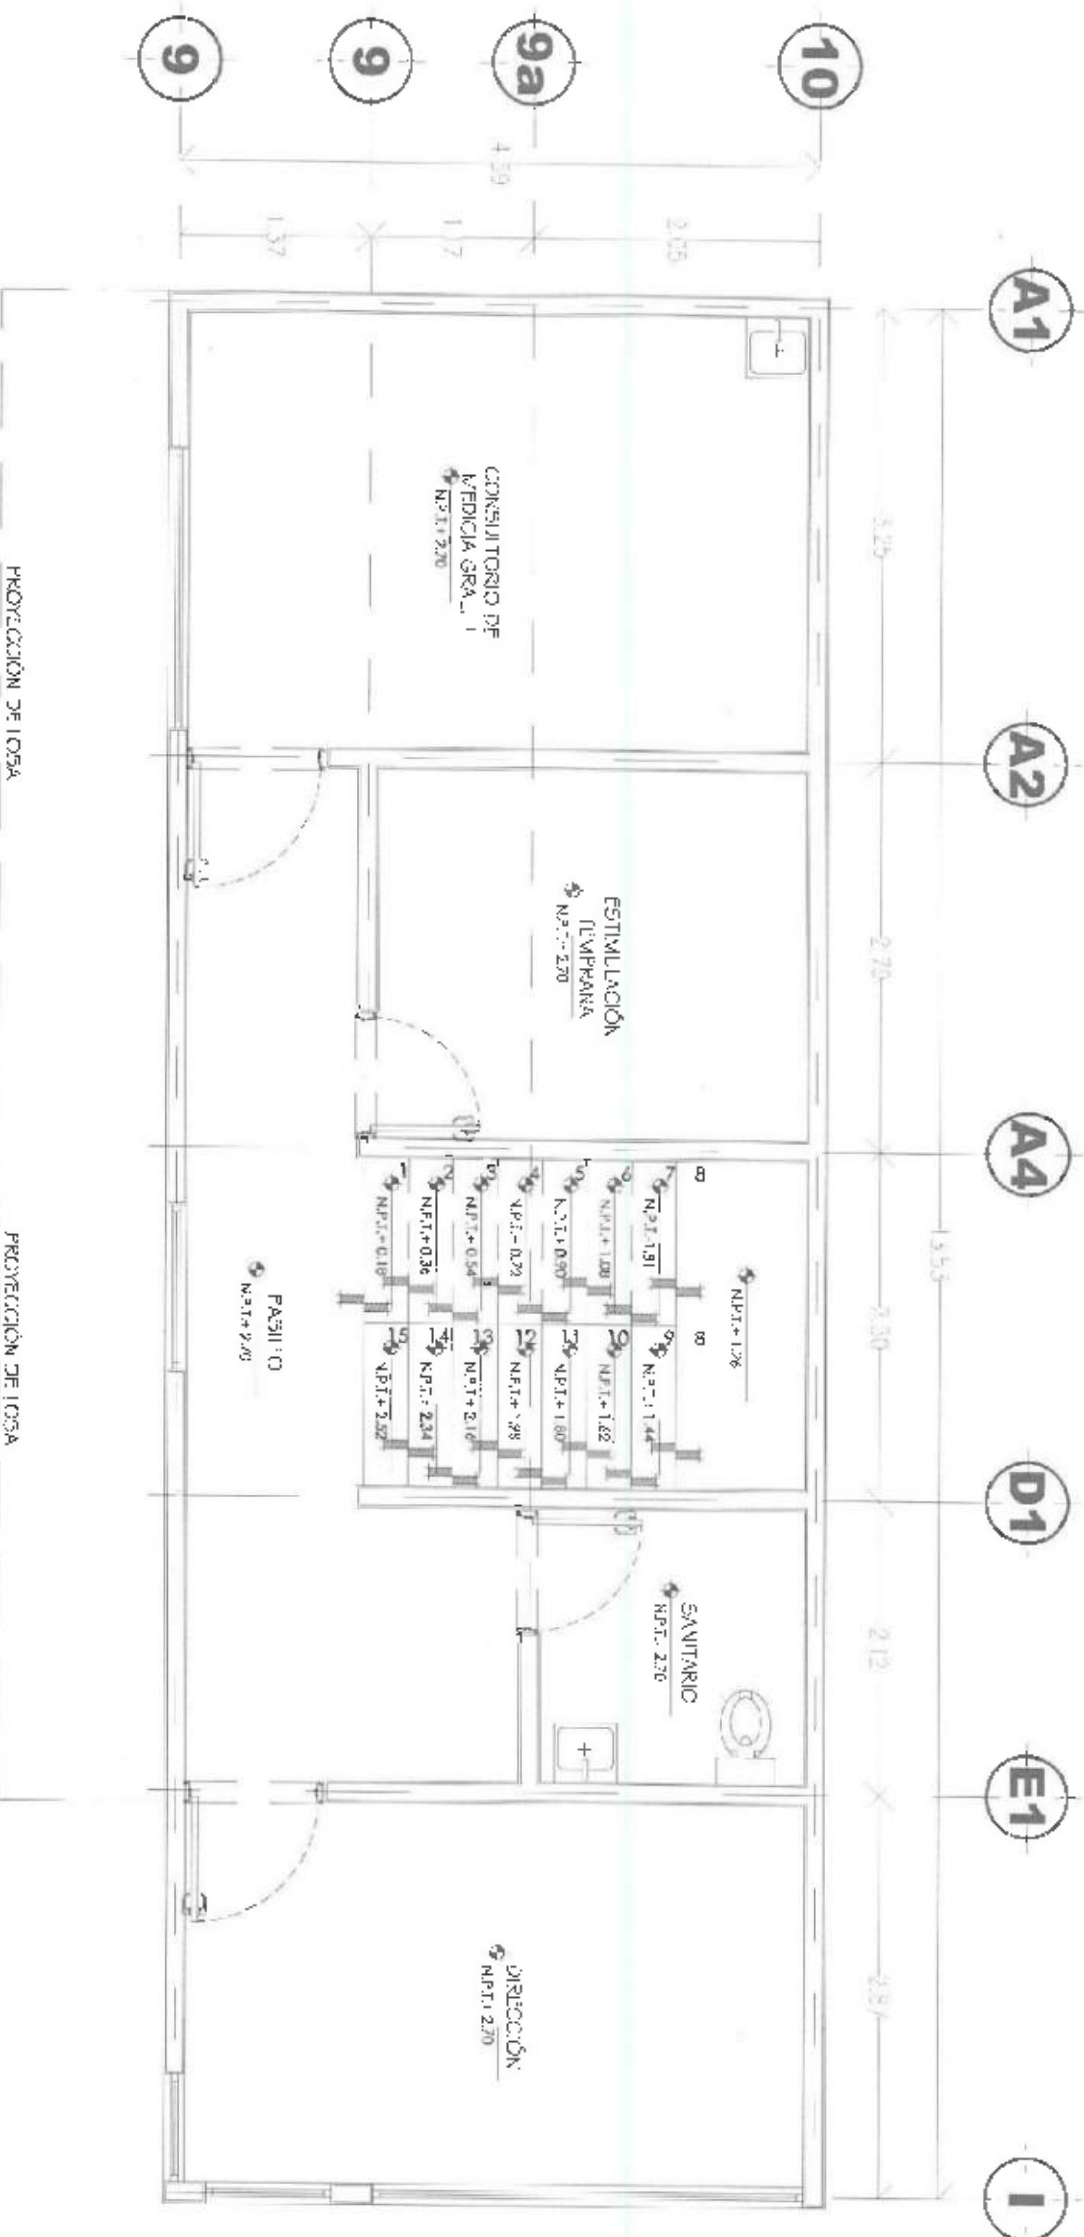 A1
A2
A4
D1
E1
I
10
9a
9
9
3.25
2.70
2.30
2.12
4.59
1.37
2.05
CONSULTORIO DE
N.P.T.+ 2.70
ESTIMULACIÓN
TEMPRANA
N.P.T.+ 2.70
N.P.T.+ 1.26
8
7
6
5
4
3
2
1
N.P.T.+ 1.08
N.P.T.+ 0.90
N.P.T.+ 0.72
N.P.T.+ 0.54
N.P.T.+ 0.36
N.P.T.+ 0.18
8
9
10
11
12
13
14
15
N.P.T.+ 1.44
N.P.T.+ 1.62
N.P.T.+ 1.80
N.P.T.+ 1.98
N.P.T.+ 2.16
N.P.T.+ 2.34
N.P.T.+ 2.52
PASILLO
N.P.T.+ 2.70
SANITARIO
N.P.T.+ 2.70
DIRECCIÓN
N.P.T.+ 2.70
PROYECCIÓN DE LOSA
PROYECCIÓN DE LOSA